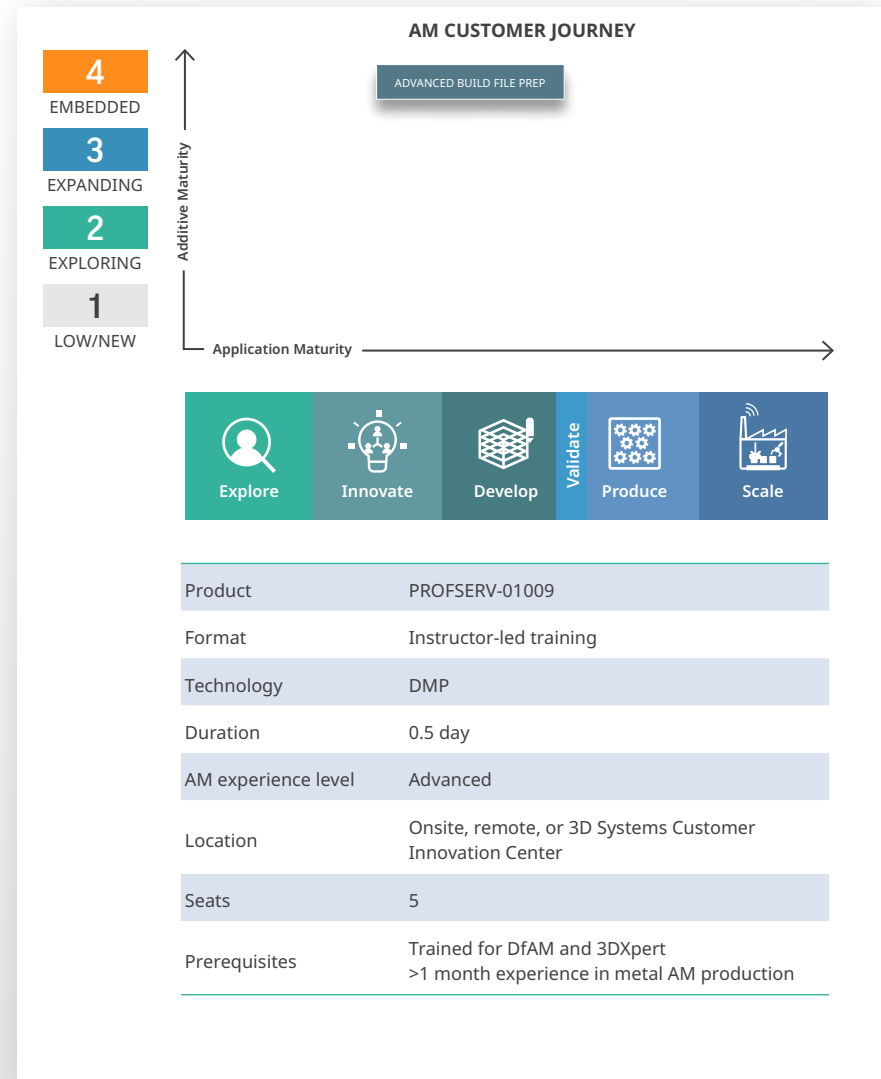 AM CUSTOMER JOURNEY
4
EMBEDDED
3
EXPANDING
2
EXPLORING
1
LOW/NEW
Additive Maturity
ADVANCED BUILD FILE PREP
Application Maturity
Explore
Innovate
Develop
Validate
Produce
Scale
Product PROFSERV-01009
Format Instructor-led training
Technology DMP
Duration 0.5 day
AM experience level Advanced
Location Onsite, remote, or 3D Systems Customer
Innovation Center
Seats 5
Prerequisites Trained for DfAM and 3DXpert
>1 month experience in metal AM production